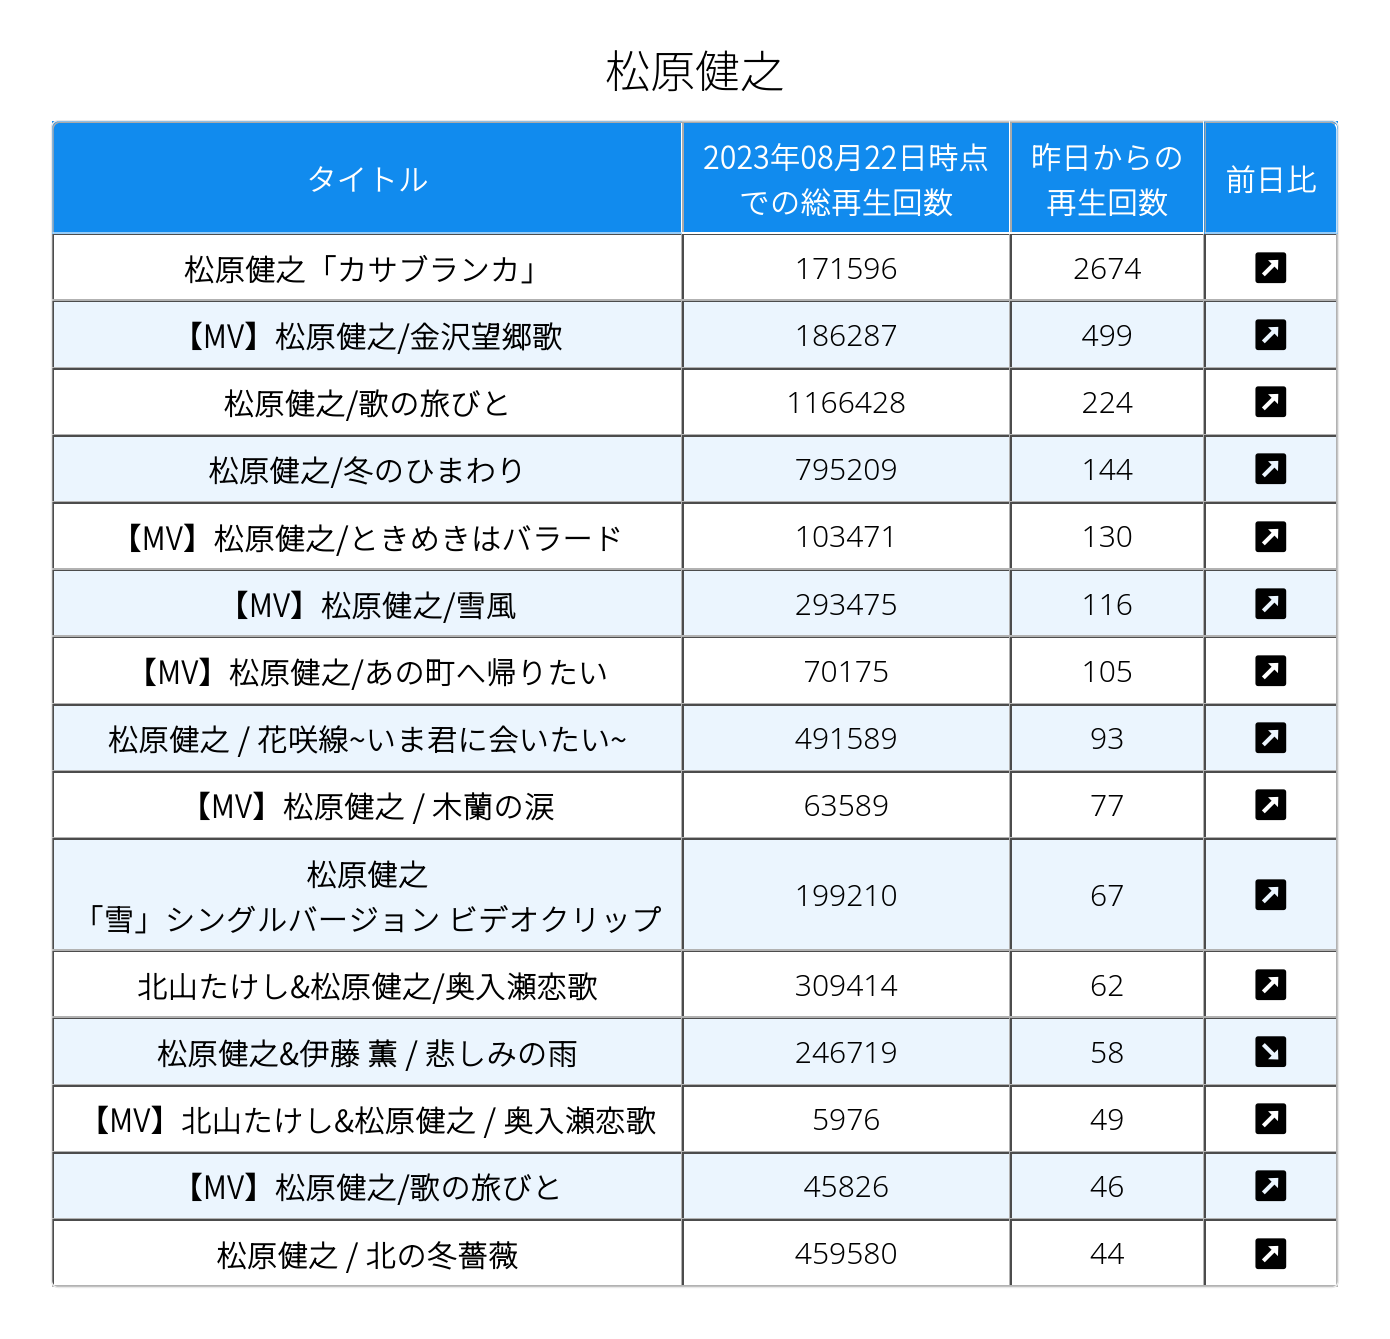 松原健之
タイトル
2023年08月22日時点
での総再生回数
昨日からの
再生回数
前日比
松原健之「カサブランカ」 171596 2674
【MV】松原健之/金沢望郷歌 186287 499
松原健之/歌の旅びと 1166428 224
松原健之/冬のひまわり 795209 144
【MV】松原健之/ときめきはバラード 103471 130
【MV】松原健之/雪風 293475 116
【MV】松原健之/あの町へ帰りたい 70175 105
松原健之 / 花咲線~いま君に会いたい~ 491589 93
【MV】松原健之 / 木蘭の涙 63589 77
松原健之
「雪」シングルバージョン ビデオクリップ 199210 67
北山たけし&松原健之/奥入瀬恋歌 309414 62
松原健之&伊藤 薫 / 悲しみの雨 246719 58
【MV】北山たけし&松原健之 / 奥入瀬恋歌 5976 49
【MV】松原健之/歌の旅びと 45826 46
松原健之 / 北の冬薔薇 459580 44